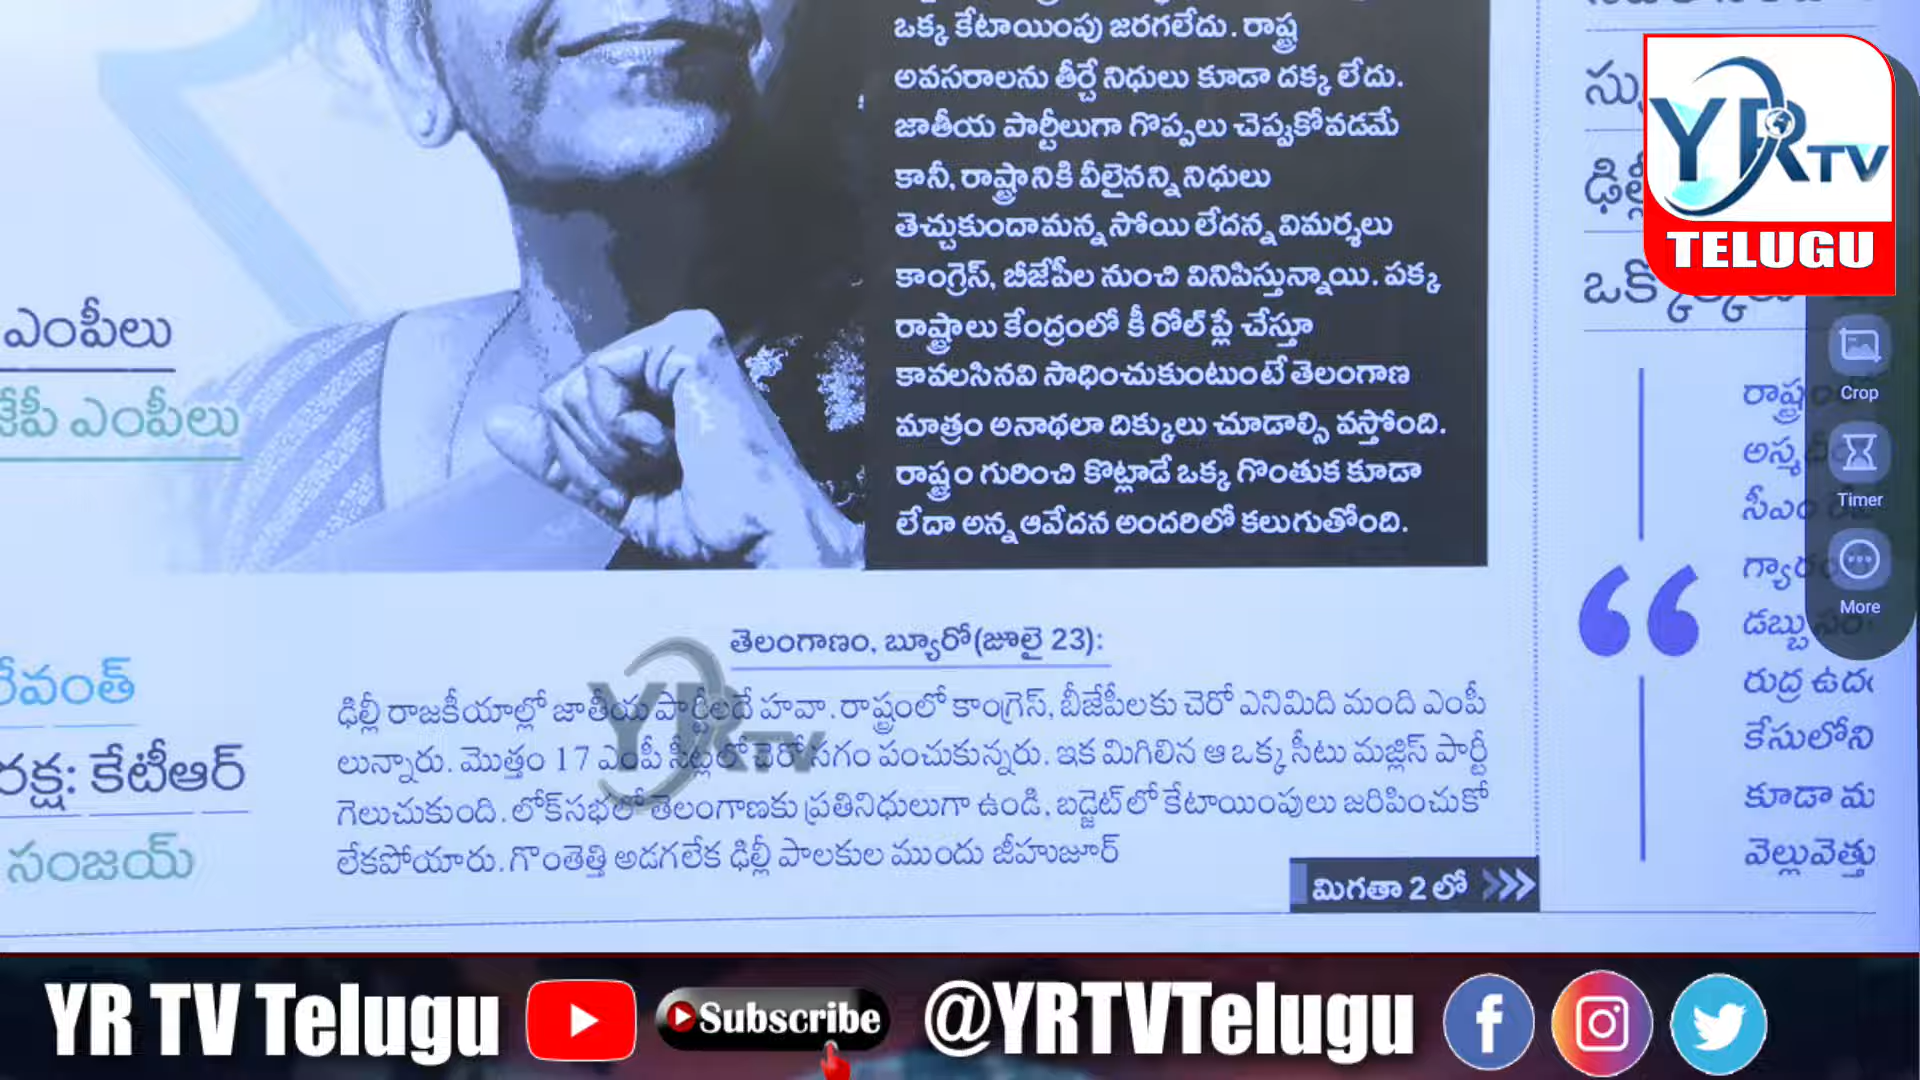 ఒక్క కేటాయింపు జరగలేదు. రాష్ట్ర
అవసరాలను తీర్చే నిధులు కూడా దక్క లేదు.
జాతీయ పార్టీలుగా గొప్పలు చెప్పుకోవడమే
కానీ, రాష్ట్రానికి వీలైనన్ని నిధులు
తెచ్చుకుందామన్న సోయి లేదన్న విమర్శలు
కాంగ్రెస్, బీజేపీల నుంచి వినిపిస్తున్నాయి. పక్క
రాష్ట్రాలు కేంద్రంలో కీ రోల్ ప్లే చేస్తూ
కావలసినవి సాధించుకుంటుంటే తెలంగాణ
మాత్రం అనాథలా దిక్కులు చూడాల్సి వస్తోంది.
రాష్ట్రం గురించి కొట్లాడే ఒక్క గొంతుక కూడా
లేదా అన్న ఆవేదన అందరిలో కలుగుతోంది.
ఎంపీలు
జేపీ ఎంపీలు
రేవంత్
రక్ష: కేటీఆర్
సంజయ్
తెలంగాణం, బ్యూరో(జూలై 23):
ఢిల్లీ రాజకీయాల్లో జాతీయ పార్టీలదే హవా. రాష్ట్రంలో కాంగ్రెస్, బీజేపీలకు చెరో ఎనిమిది మంది ఎంపీ
లున్నారు. మొత్తం 17 ఎంపీ సీట్లలో చెరోసగం పంచుకున్నరు. ఇక మిగిలిన ఆ ఒక్క సీటు మజ్లిస్ పార్టీ
గెలుచుకుంది. లోక్‌సభలో తెలంగాణకు ప్రతినిధులుగా ఉండి, బడ్జెట్‌లో కేటాయింపులు జరిపించుకో
లేకపోయారు. గొంతెత్తి అడగలేక ఢిల్లీ పాలకుల ముందు జీహుజూర్
మిగతా 2 లో
రాష్ట్ర
సీఎం
డబ్బు
రుద్ర ఉద
కేసులోని
కూడా మ
వెల్లువెత్తు
YR TV
TELUGU
Crop
Timer
More
YR TV
YR TV Telugu
Subscribe
@YRTVTelugu